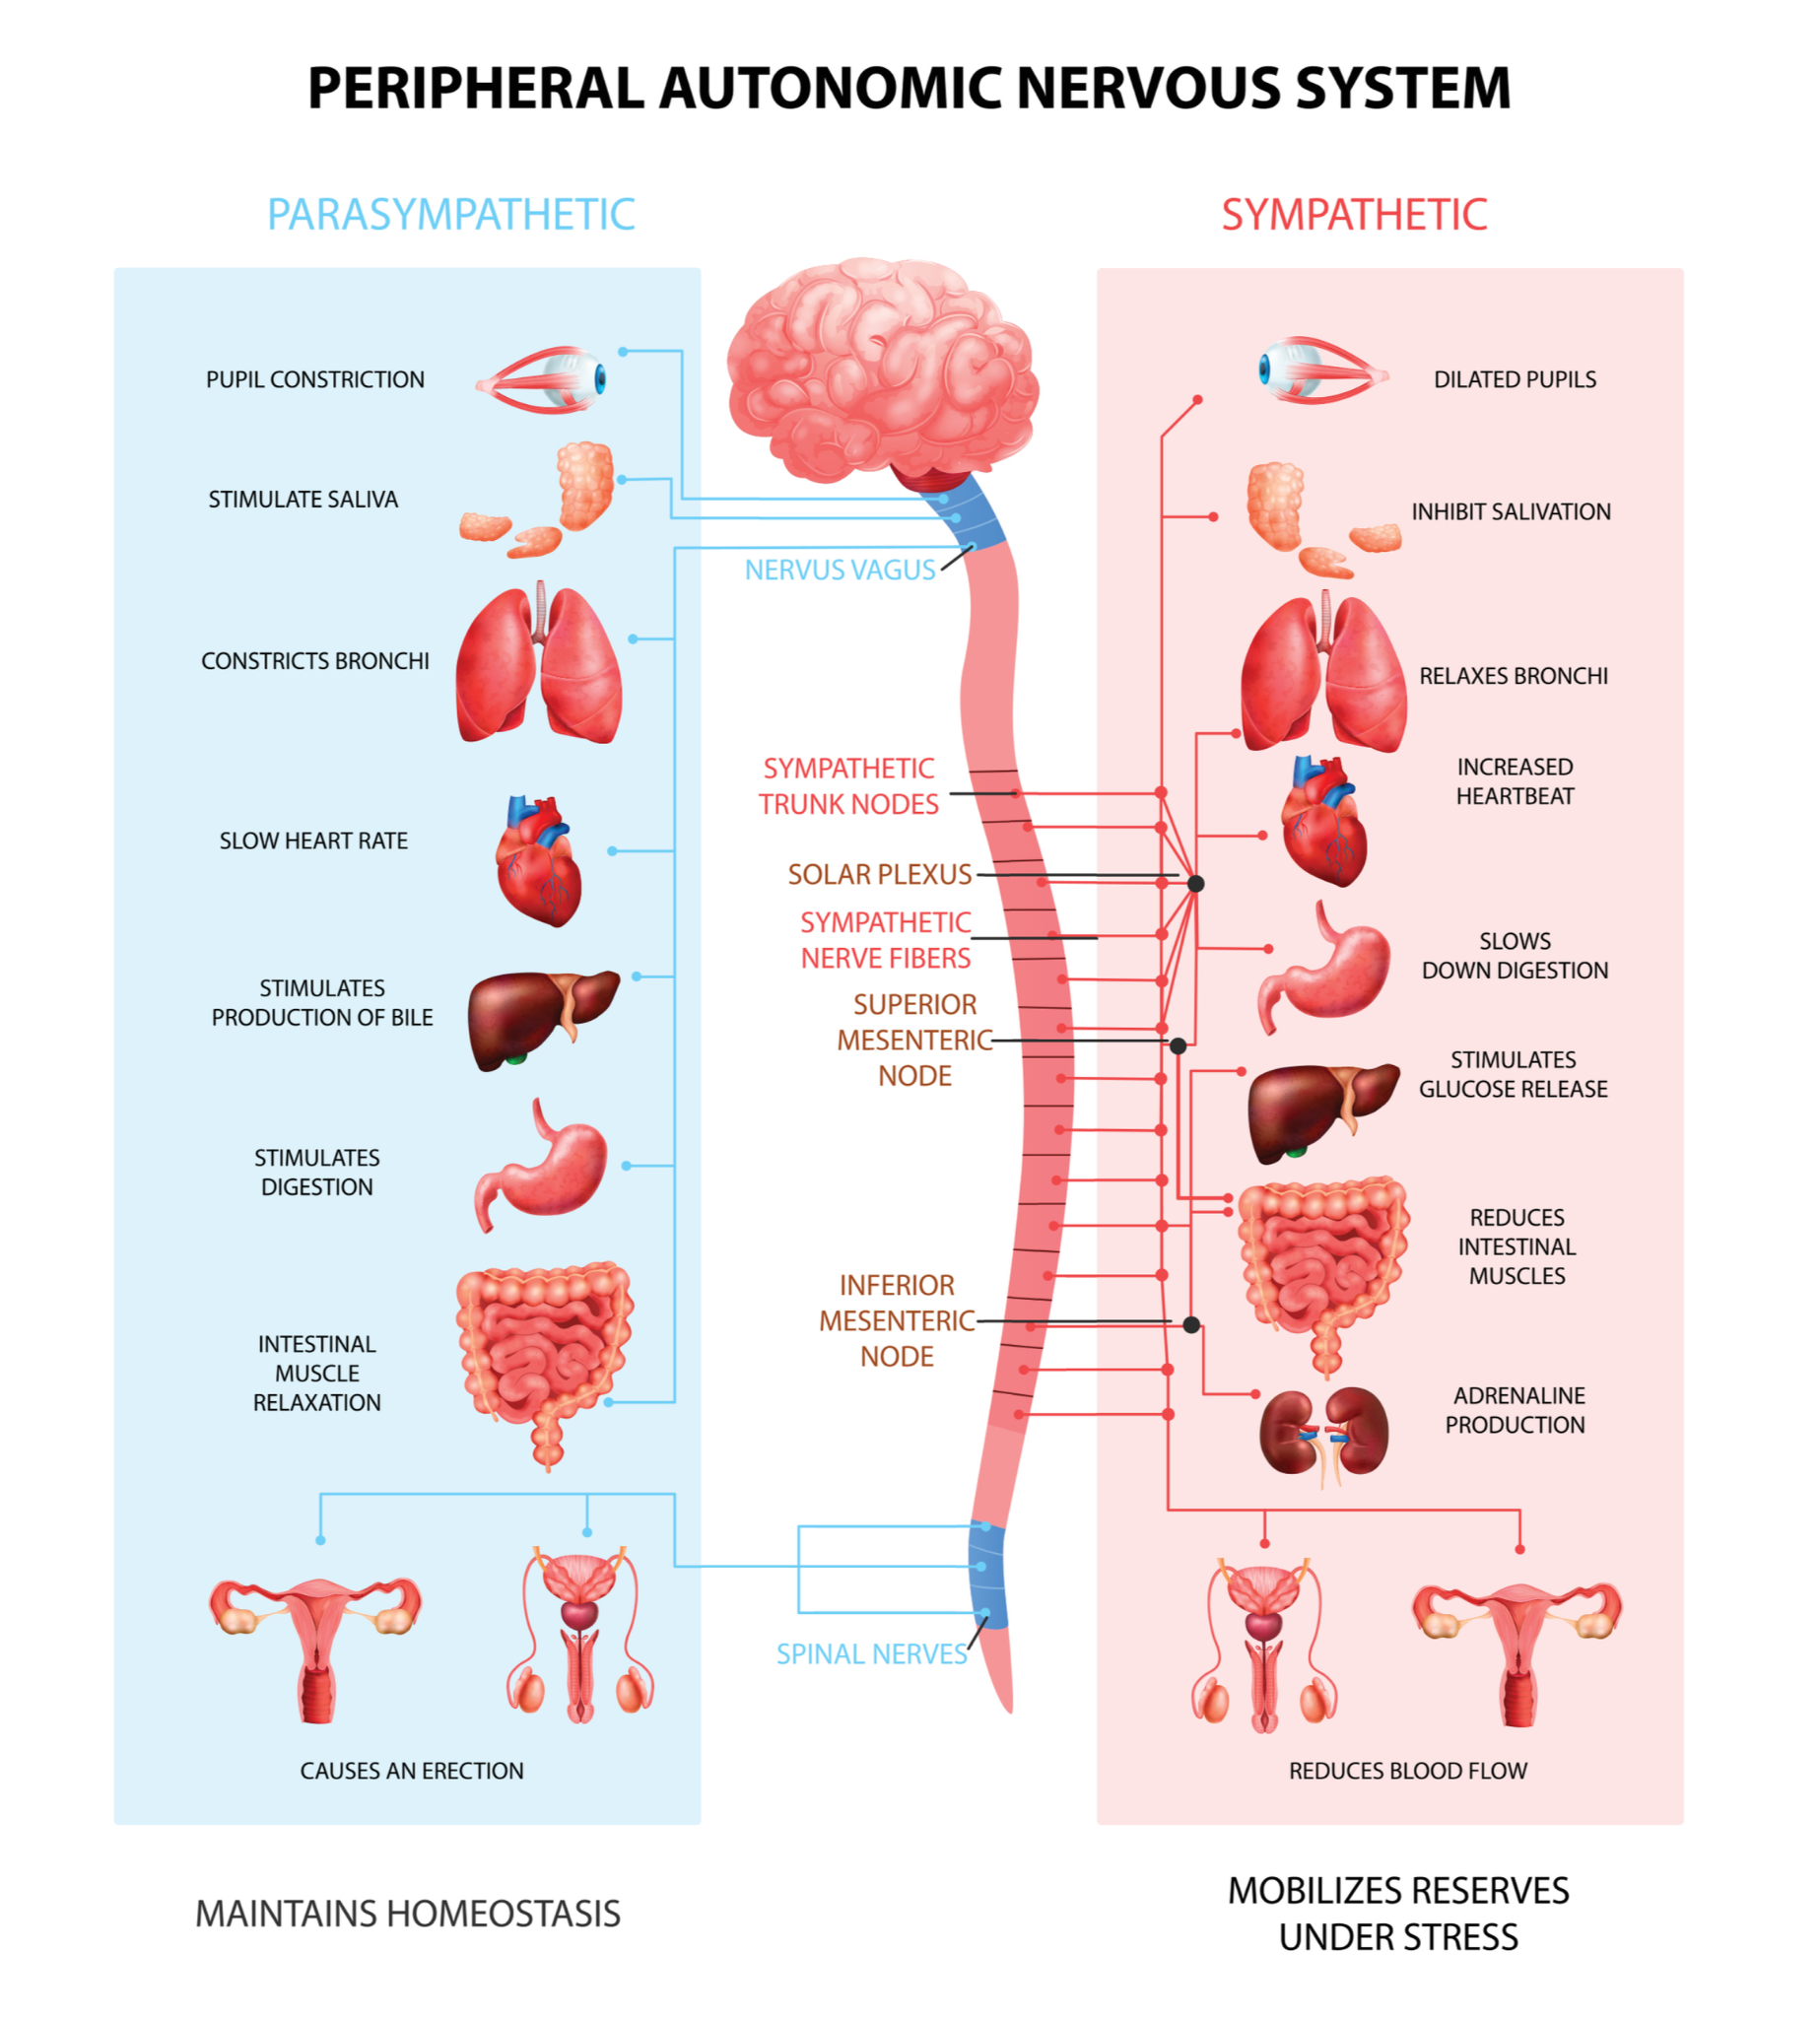 PERIPHERAL AUTONOMIC NERVOUS SYSTEM
PARASYMPATHETIC
PUPIL CONSTRICTION
STIMULATE SALIVA
CONSTRICTS BRONCHI
SLOW HEART RATE
STIMULATES
PRODUCTION OF BILE
STIMULATES
DIGESTION
INTESTINAL
MUSCLE
RELAXATION
CAUSES AN ERECTION
MAINTAINS HOMEOSTASIS
NERVUS VAGUS
SYMPATHETIC
TRUNK NODES
SOLAR PLEXUS
SYMPATHETIC
NERVE FIBERS
SUPERIOR
MESENTERIC
NODE
INFERIOR
MESENTERIC
NODE
SPINAL NERVES
SYMPATHETIC
DILATED PUPILS
INHIBIT SALIVATION
RELAXES BRONCHI
INCREASED
HEARTBEAT
SLOWS
DOWN DIGESTION
STIMULATES
GLUCOSE RELEASE
REDUCES
INTESTINAL
MUSCLES
ADRENALINE
PRODUCTION
REDUCES BLOOD FLOW
MOBILIZES RESERVES
UNDER STRESS